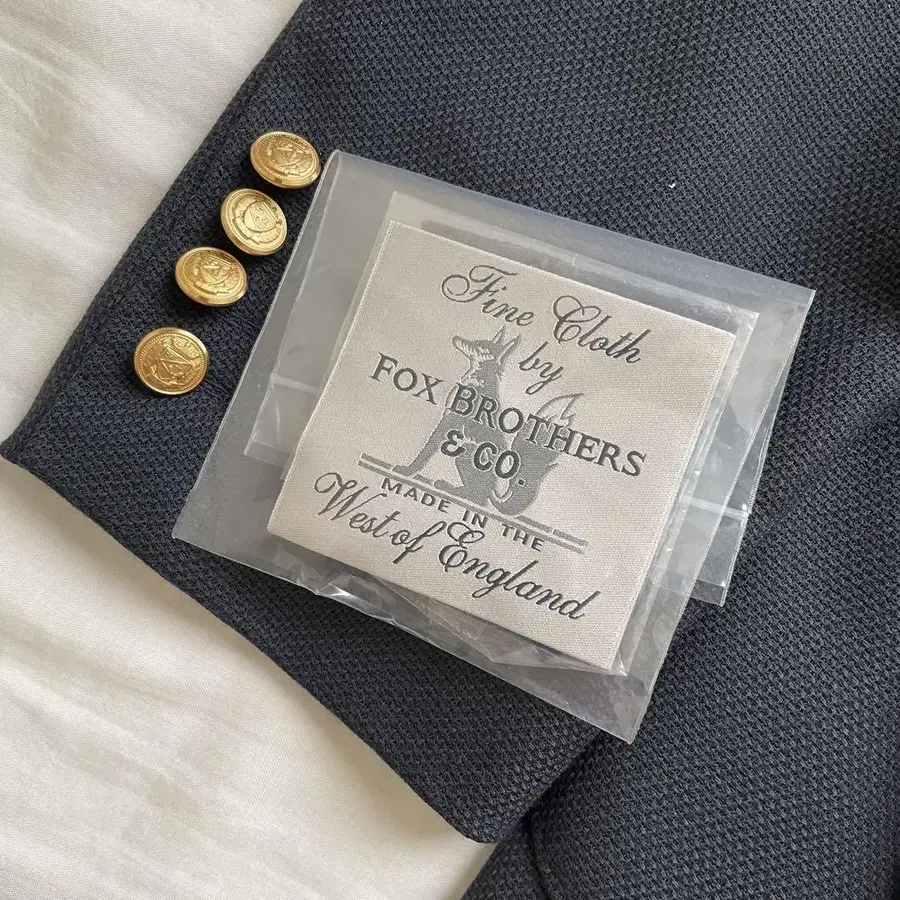 Fine Cloth
by
FOX BROTHERS
& CO.
MADE IN THE
West of England